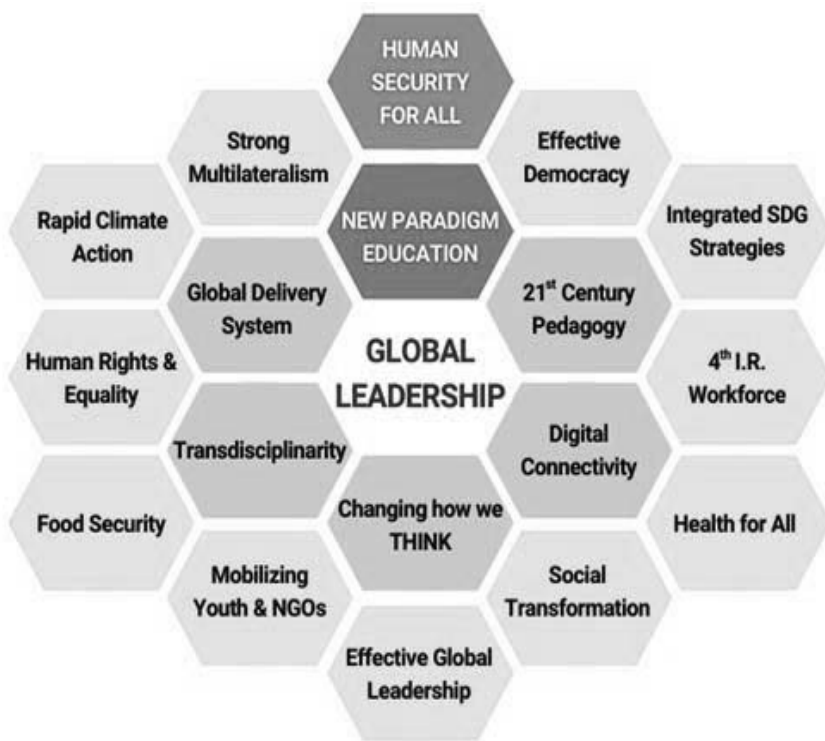 HUMAN
SECURITY
FOR ALL
Strong
Multilateralism
Effective
Democracy
Rapid Climate
Action
NEW PARADIGM
EDUCATION
Integrated SDG
Strategies
Global Delivery
System
21st Century
Pedagogy
Human Rights &
Equality
GLOBAL
LEADERSHIP
4th I.R.
Workforce
Transdisciplinarity
Digital
Connectivity
Food Security
Changing how we
THINK
Health for All
Mobilizing
Youth & NGOs
Social
Transformation
Effective Global
Leadership